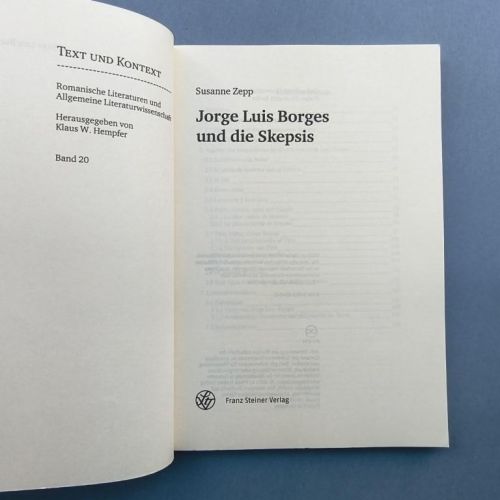 Text und Kontext
Romanische Literaturen und
Allgemeine Literaturwissenschaft
Herausgegeben von
Klaus W. Hempfer
Band 20
Susanne Zepp
Jorge Luis Borges
und die Skepsis
Franz Steiner Verlag